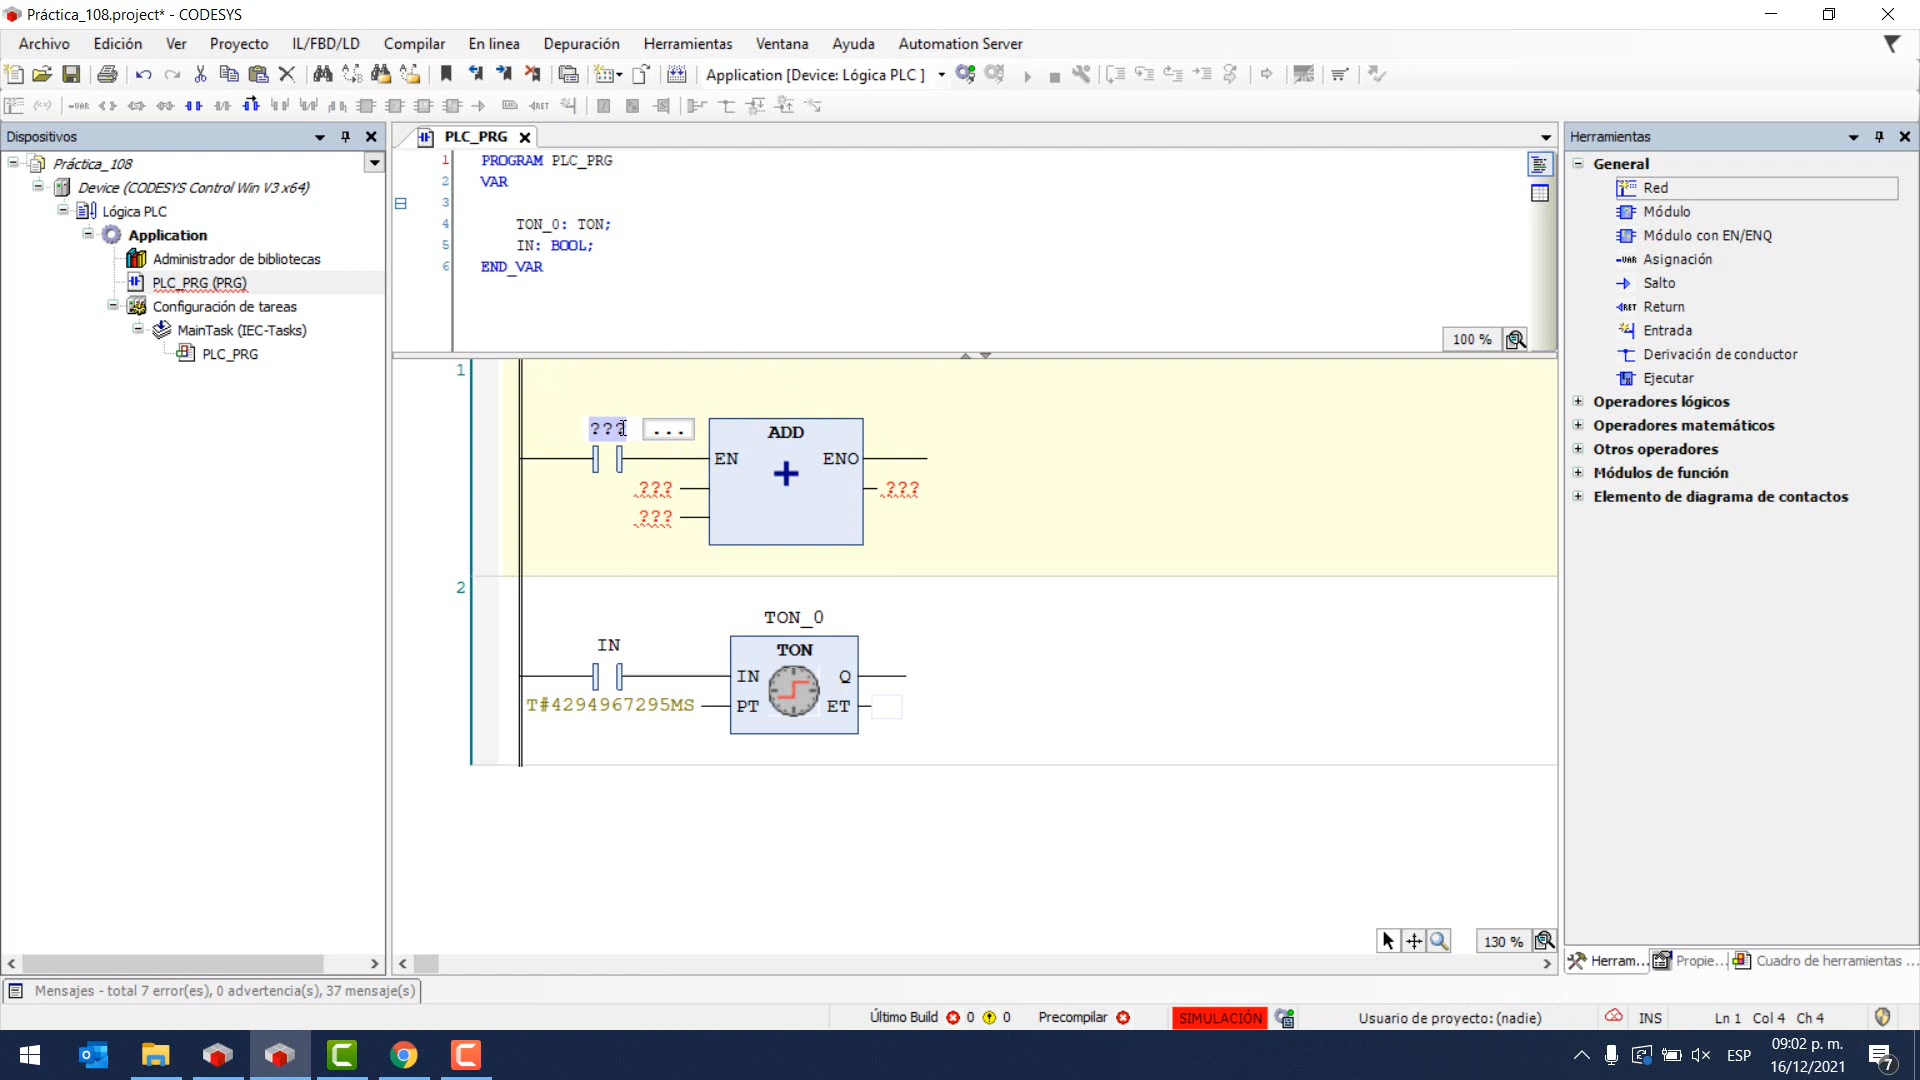 Práctica_108.project* - CODESYS
Archivo Edición Ver Proyecto IL/FBD/LD Compilar En linea Depuración Herramientas Ventana Ayuda Automation Server
Application [Device: Lógica PLC ]
Dispositivos
Práctica_108
Device (CODESYS Control Win V3 x64)
Lógica PLC
Application
Administrador de bibliotecas
PLC_PRG (PRG)
Configuración de tareas
MainTask (IEC-Tasks)
PLC_PRG
PLC_PRG
1 PROGRAM PLC_PRG
2 VAR
3
4 TON_0: TON;
5 IN: BOOL;
6 END_VAR
100 %
1
??? ...
ADD
EN ENO
??? ???
???
2
TON_0
IN
TON
IN Q
T#4294967295MS PT ET
130 %
Herramientas
General
Red
Módulo
Módulo con EN/ENQ
Asignación
Salto
Return
Entrada
Derivación de conductor
Ejecutar
Operadores lógicos
Operadores matemáticos
Otros operadores
Módulos de función
Elemento de diagrama de contactos
Herram... Propie... Cuadro de herramientas ...
Mensajes - total 7 error(es), 0 advertencia(s), 37 mensaje(s)
Último Build 0 0 Precompilar SIMULACIÓN Usuario de proyecto: (nadie) INS Ln 1 Col 4 Ch 4
ESP
09:02 p. m.
16/12/2021
7